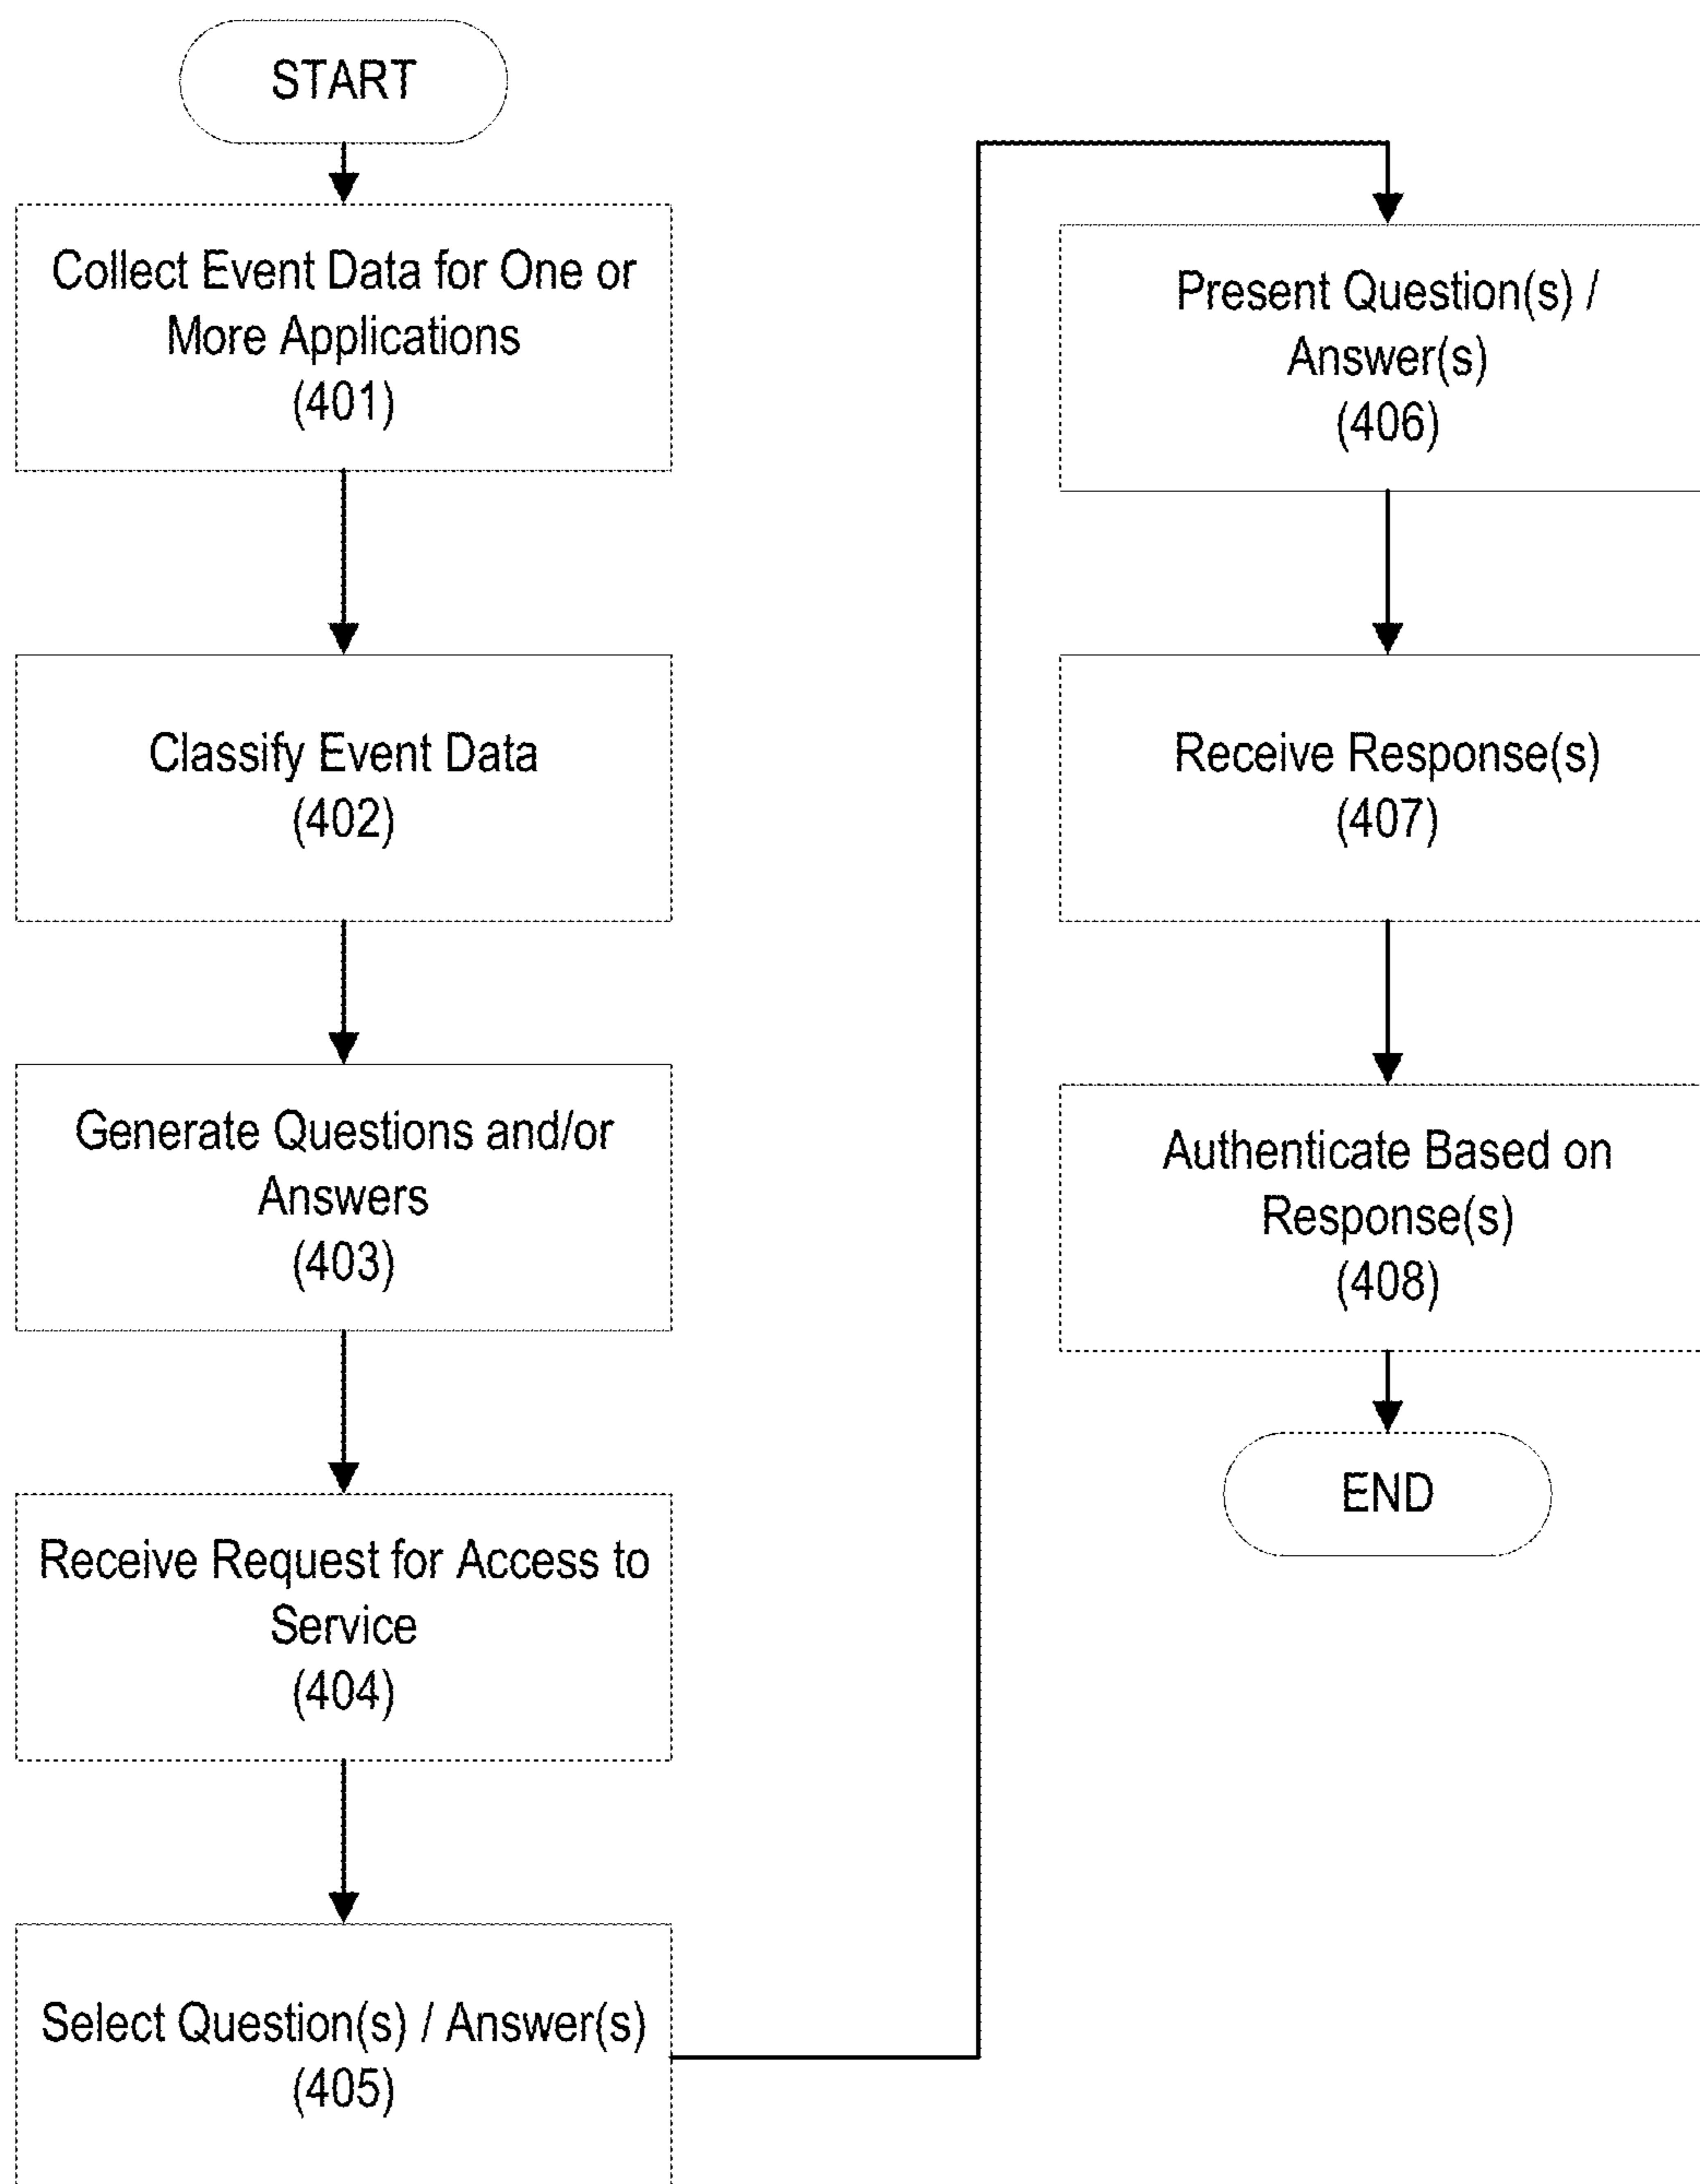 START
Collect Event Data for One or
More Applications
(401)
Classify Event Data
(402)
Generate Questions and/or
Answers
(403)
Receive Request for Access to
Service
(404)
Select Question(s) / Answer(s)
(405)
Present Question(s) /
Answer(s)
(406)
Receive Response(s)
(407)
Authenticate Based on
Response(s)
(408)
END